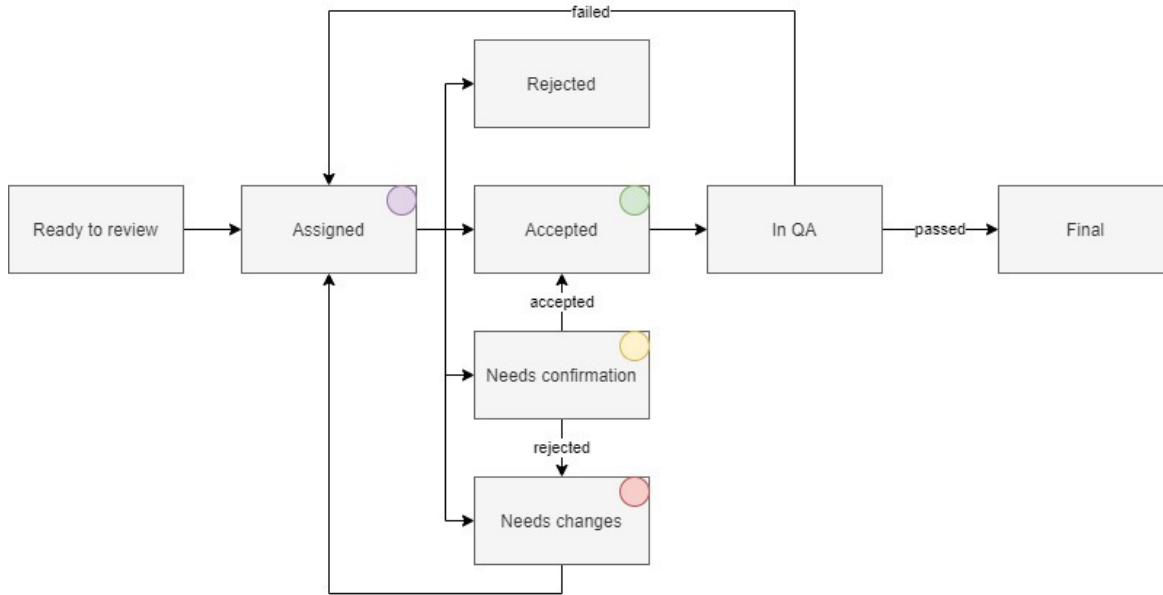 failed
Rejected
Ready to review
Assigned
Accepted
In QA
passed
Final
accepted
Needs confirmation
rejected
Needs changes